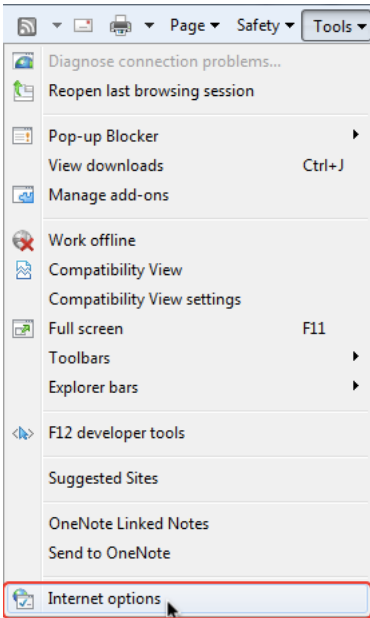 Page Safety Tools
Diagnose connection problems...
Reopen last browsing session
Pop-up Blocker
View downloads Ctrl+J
Manage add-ons
Work offline
Compatibility View
Compatibility View settings
Full screen F11
Toolbars
Explorer bars
F12 developer tools
Suggested Sites
OneNote Linked Notes
Send to OneNote
Internet options